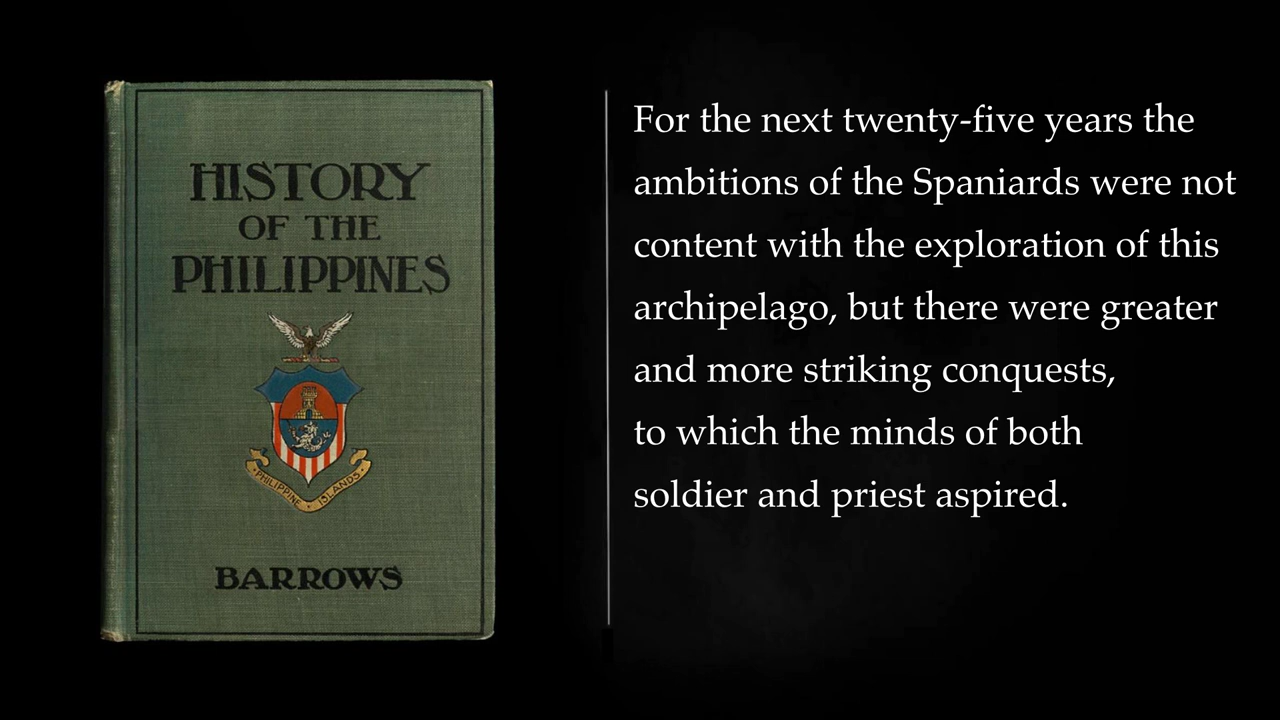 HISTORY
OF THE
PHILIPPINES
PHILIPPINE ISLANDS
BARROWS
For the next twenty-five years the
ambitions of the Spaniards were not
content with the exploration of this
archipelago, but there were greater
and more striking conquests,
to which the minds of both
soldier and priest aspired.